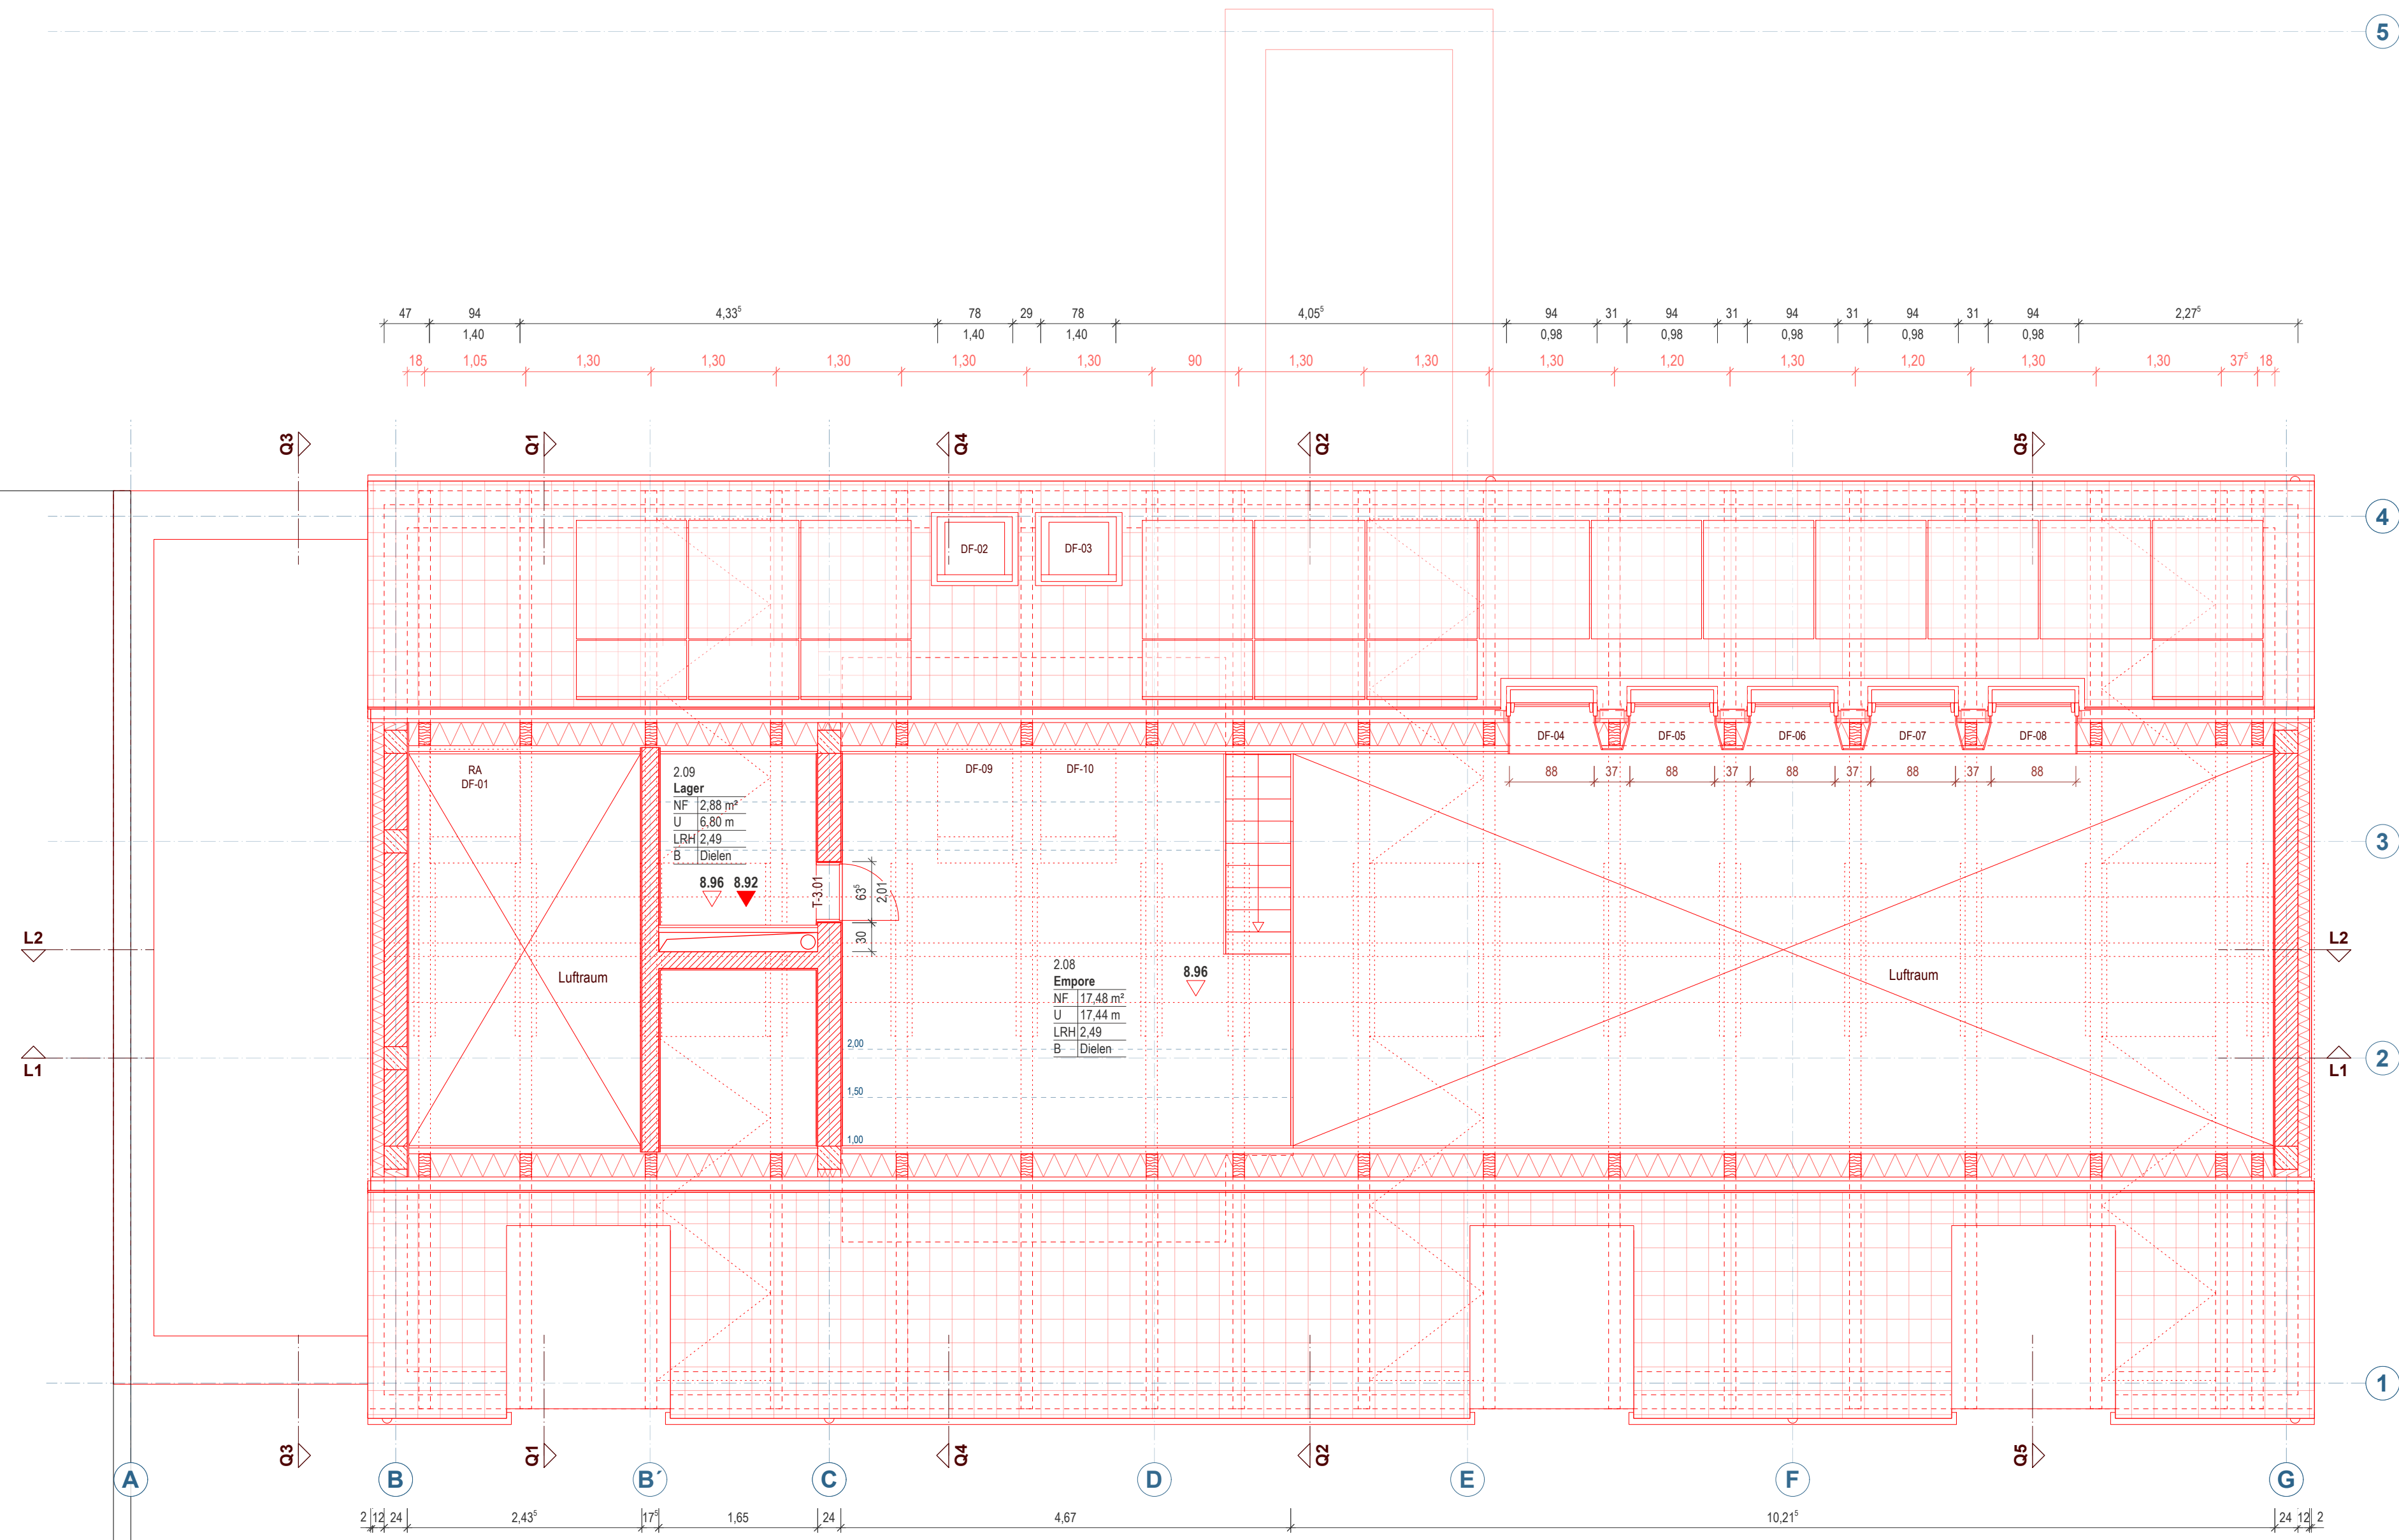 5
47 94 4,33⁵ 78 29 78 4,05⁵ 94 31 94 31 94 31 94 31 94 2,27⁵
1,40 1,40 1,40 0,98 0,98 0,98 0,98 0,98
18 1,05 1,30 1,30 1,30 1,30 1,30 90 1,30 1,30 1,30 1,20 1,30 1,20 1,30 1,30 37⁵ 18
Q3 Q1 Q4 Q2 Q5
4
DF-02 DF-03
DF-04 DF-05 DF-06 DF-07 DF-08
RA
DF-01
DF-09 DF-10
88 37 88 37 88 37 88 37 88
2.09
Lager
NF 2,88 m²
U 6,80 m
LRH 2,49
B Dielen
8.96 8.92
T-3.01
63⁵
2,01
30
3
L2 L2
Luftraum
2.08
Empore
NF 17,48 m²
U 17,44 m
LRH 2,49
B Dielen
8.96
Luftraum
2,00
1,50
1,00
L1 L1
2
1
Q3 Q1 Q4 Q2 Q5
A B B´ C D E F G
2 12 24 2,43⁵ 17⁵ 1,65 24 4,67 10,21⁵ 24 12 2